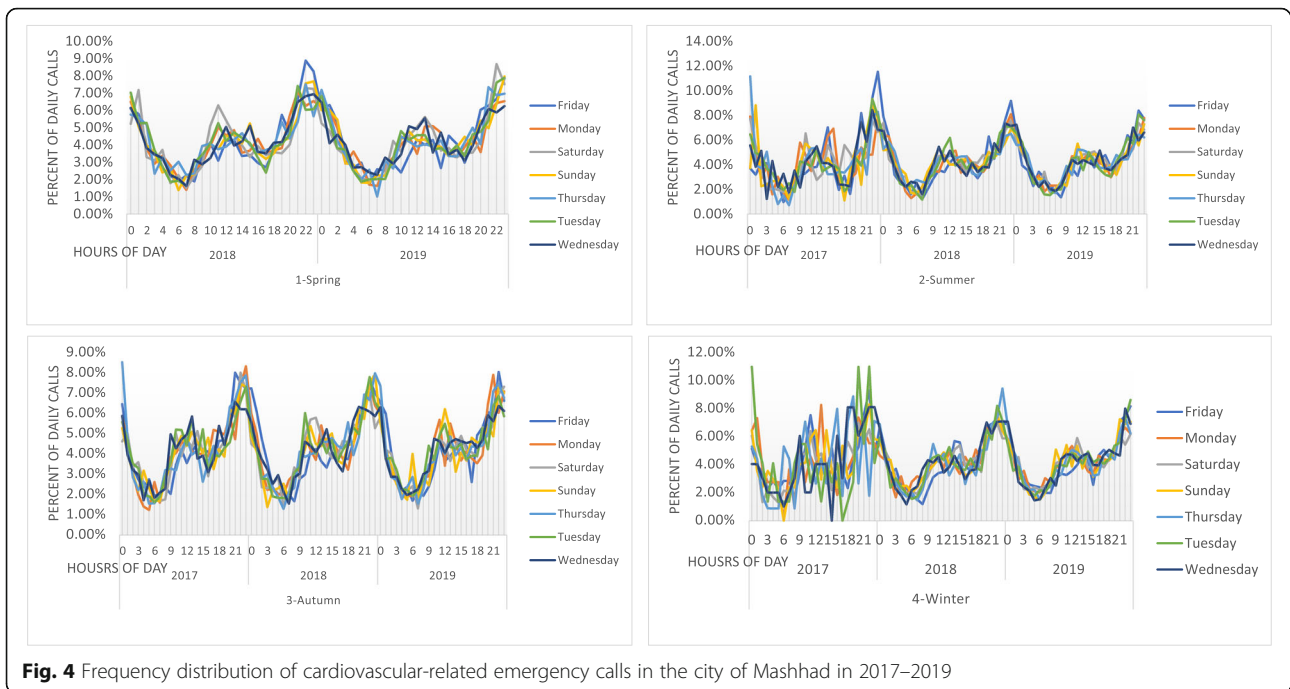 PERCENT OF DAILY CALLS
10.00%
9.00%
8.00%
7.00%
6.00%
5.00%
4.00%
3.00%
2.00%
1.00%
0.00%
0 2 4 6 8 10 12 14 16 18 20 22 0 2 4 6 8 10 12 14 16 18 20 22
HOURS OF DAY
2018 2019
1-Spring
Friday
Monday
Saturday
Sunday
Thursday
Tuesday
Wednesday
PERCENT OF DAILY CALLS
14.00%
12.00%
10.00%
8.00%
6.00%
4.00%
2.00%
0.00%
0 3 6 9 12 15 18 21 0 3 6 9 12 15 18 21 0 3 6 9 12 15 18 21
HOURS OF DAY
2017 2018 2019
2-Summer
Friday
Monday
Saturday
Sunday
Thursday
Tuesday
Wednesday
PERCENT OF DAILY CALLS
9.00%
8.00%
7.00%
6.00%
5.00%
4.00%
3.00%
2.00%
1.00%
0.00%
0 3 6 9 12 15 18 21 0 3 6 9 12 15 18 21 0 3 6 9 12 15 18 21
HOUSRS OF DAY
2017 2018 2019
3-Autumn
Friday
Monday
Saturday
Sunday
Thursday
Tuesday
Wednesday
PERCENT OF DAILY CALLS
12.00%
10.00%
8.00%
6.00%
4.00%
2.00%
0.00%
0 3 6 9 12 15 18 21 0 3 6 9 12 15 18 21 0 3 6 9 12 15 18 21
HOUSRS OF DAY
2017 2018 2019
4-Winter
Friday
Monday
Saturday
Sunday
Thursday
Tuesday
Wednesday
Fig. 4 Frequency distribution of cardiovascular-related emergency calls in the city of Mashhad in 2017–2019